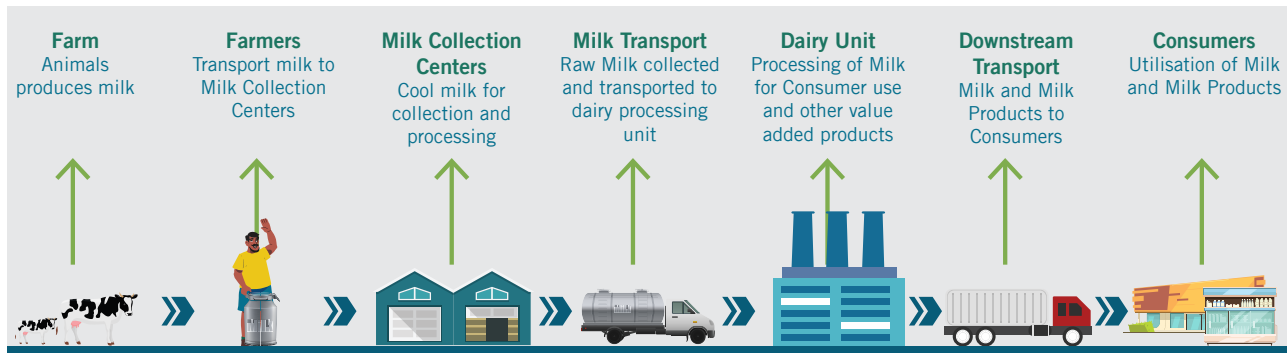 Farm
Animals
produces milk
Farmers
Transport milk to
Milk Collection
Centers
Milk Collection
Centers
Cool milk for
collection and
processing
Milk Transport
Raw Milk collected
and transported to
dairy processing
unit
Dairy Unit
Processing of Milk
for Consumer use
and other value
added products
Downstream
Transport
Milk and Milk
Products to
Consumers
Consumers
Utilisation of Milk
and Milk Products